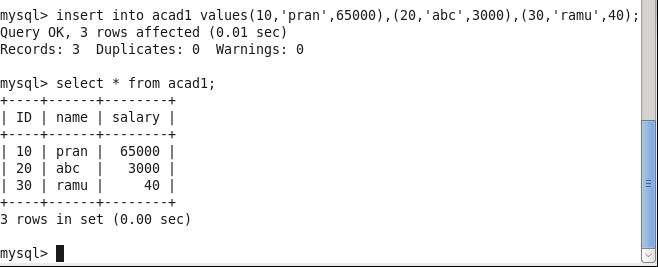 mysql> insert into acad1 values(10,'pran',65000),(20,'abc',3000),(30,'ramu',40);
Query OK, 3 rows affected (0.01 sec)
Records: 3  Duplicates: 0  Warnings: 0
mysql> select * from acad1;
+----+------+--------+
| ID | name | salary |
+----+------+--------+
| 10 | pran |  65000 |
| 20 | abc  |   3000 |
| 30 | ramu |     40 |
+----+------+--------+
3 rows in set (0.00 sec)
mysql>